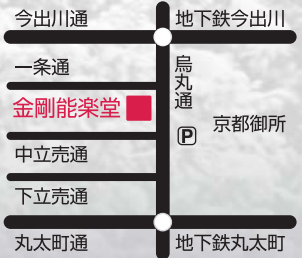 今出川通
地下鉄今出川
一条通
烏丸通
金剛能楽堂
P
京都御所
中立売通
下立売通
丸太町通
地下鉄丸太町